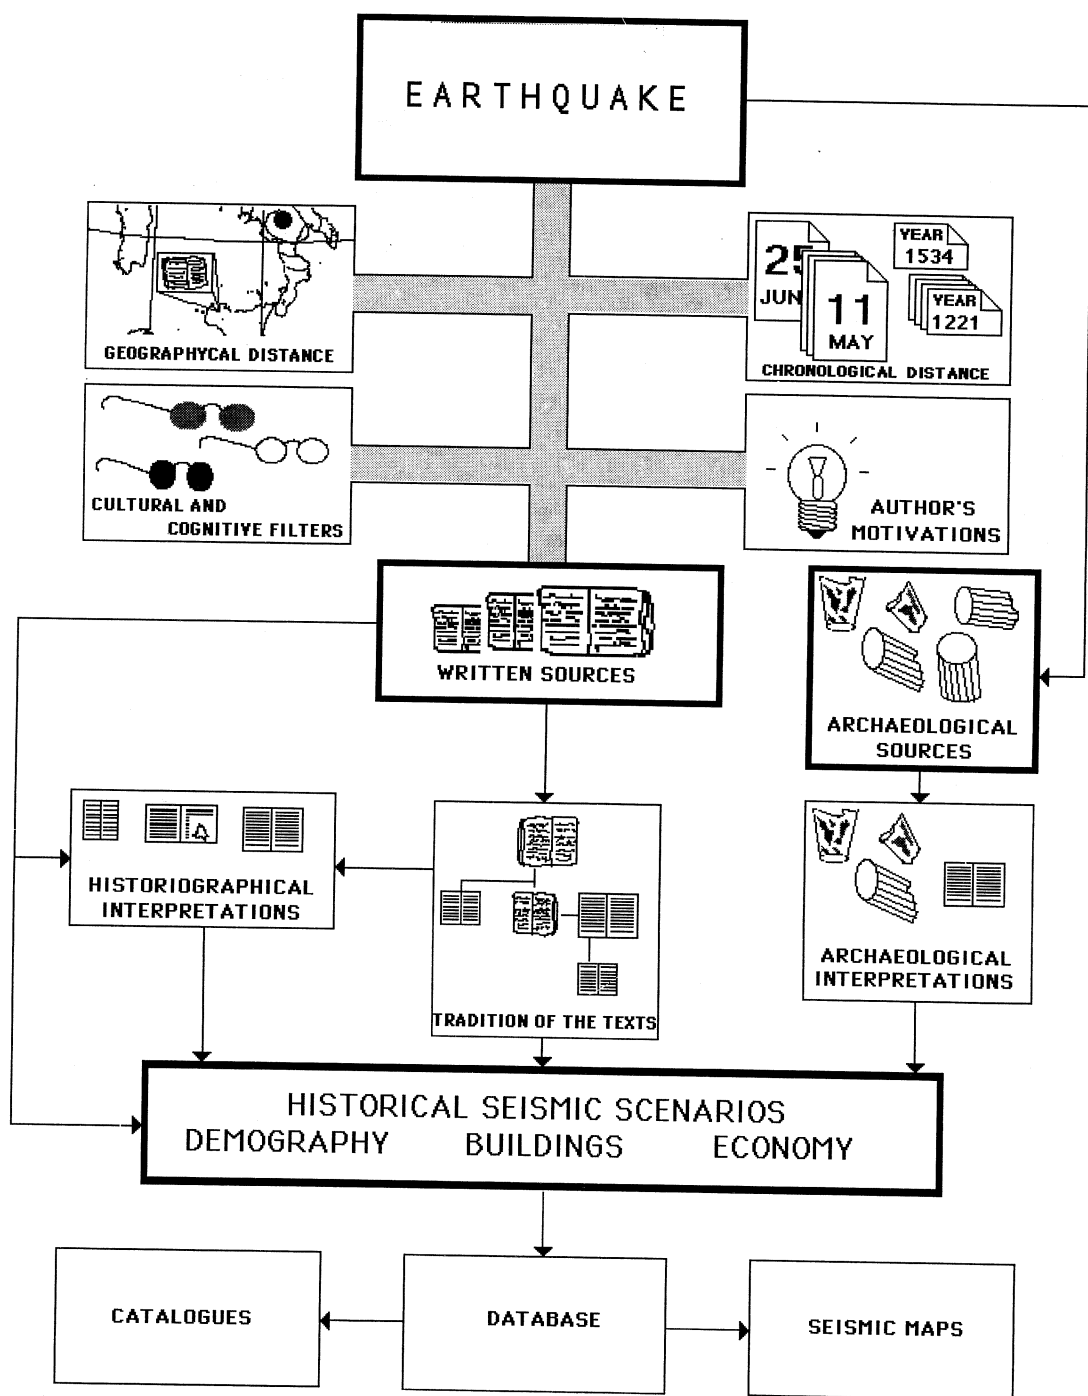 EARTHQUAKE
GEOGRAPHYCAL DISTANCE
25
JUN
11
MAY
YEAR
1534
YEAR
1221
CHRONOLOGICAL DISTANCE
CULTURAL AND
COGNITIVE FILTERS
AUTHOR'S
MOTIVATIONS
WRITTEN SOURCES
ARCHAEOLOGICAL
SOURCES
HISTORIOGRAPHICAL
INTERPRETATIONS
TRADITION OF THE TEXTS
ARCHAEOLOGICAL
INTERPRETATIONS
HISTORICAL SEISMIC SCENARIOS
DEMOGRAPHY BUILDINGS ECONOMY
CATALOGUES
DATABASE
SEISMIC MAPS